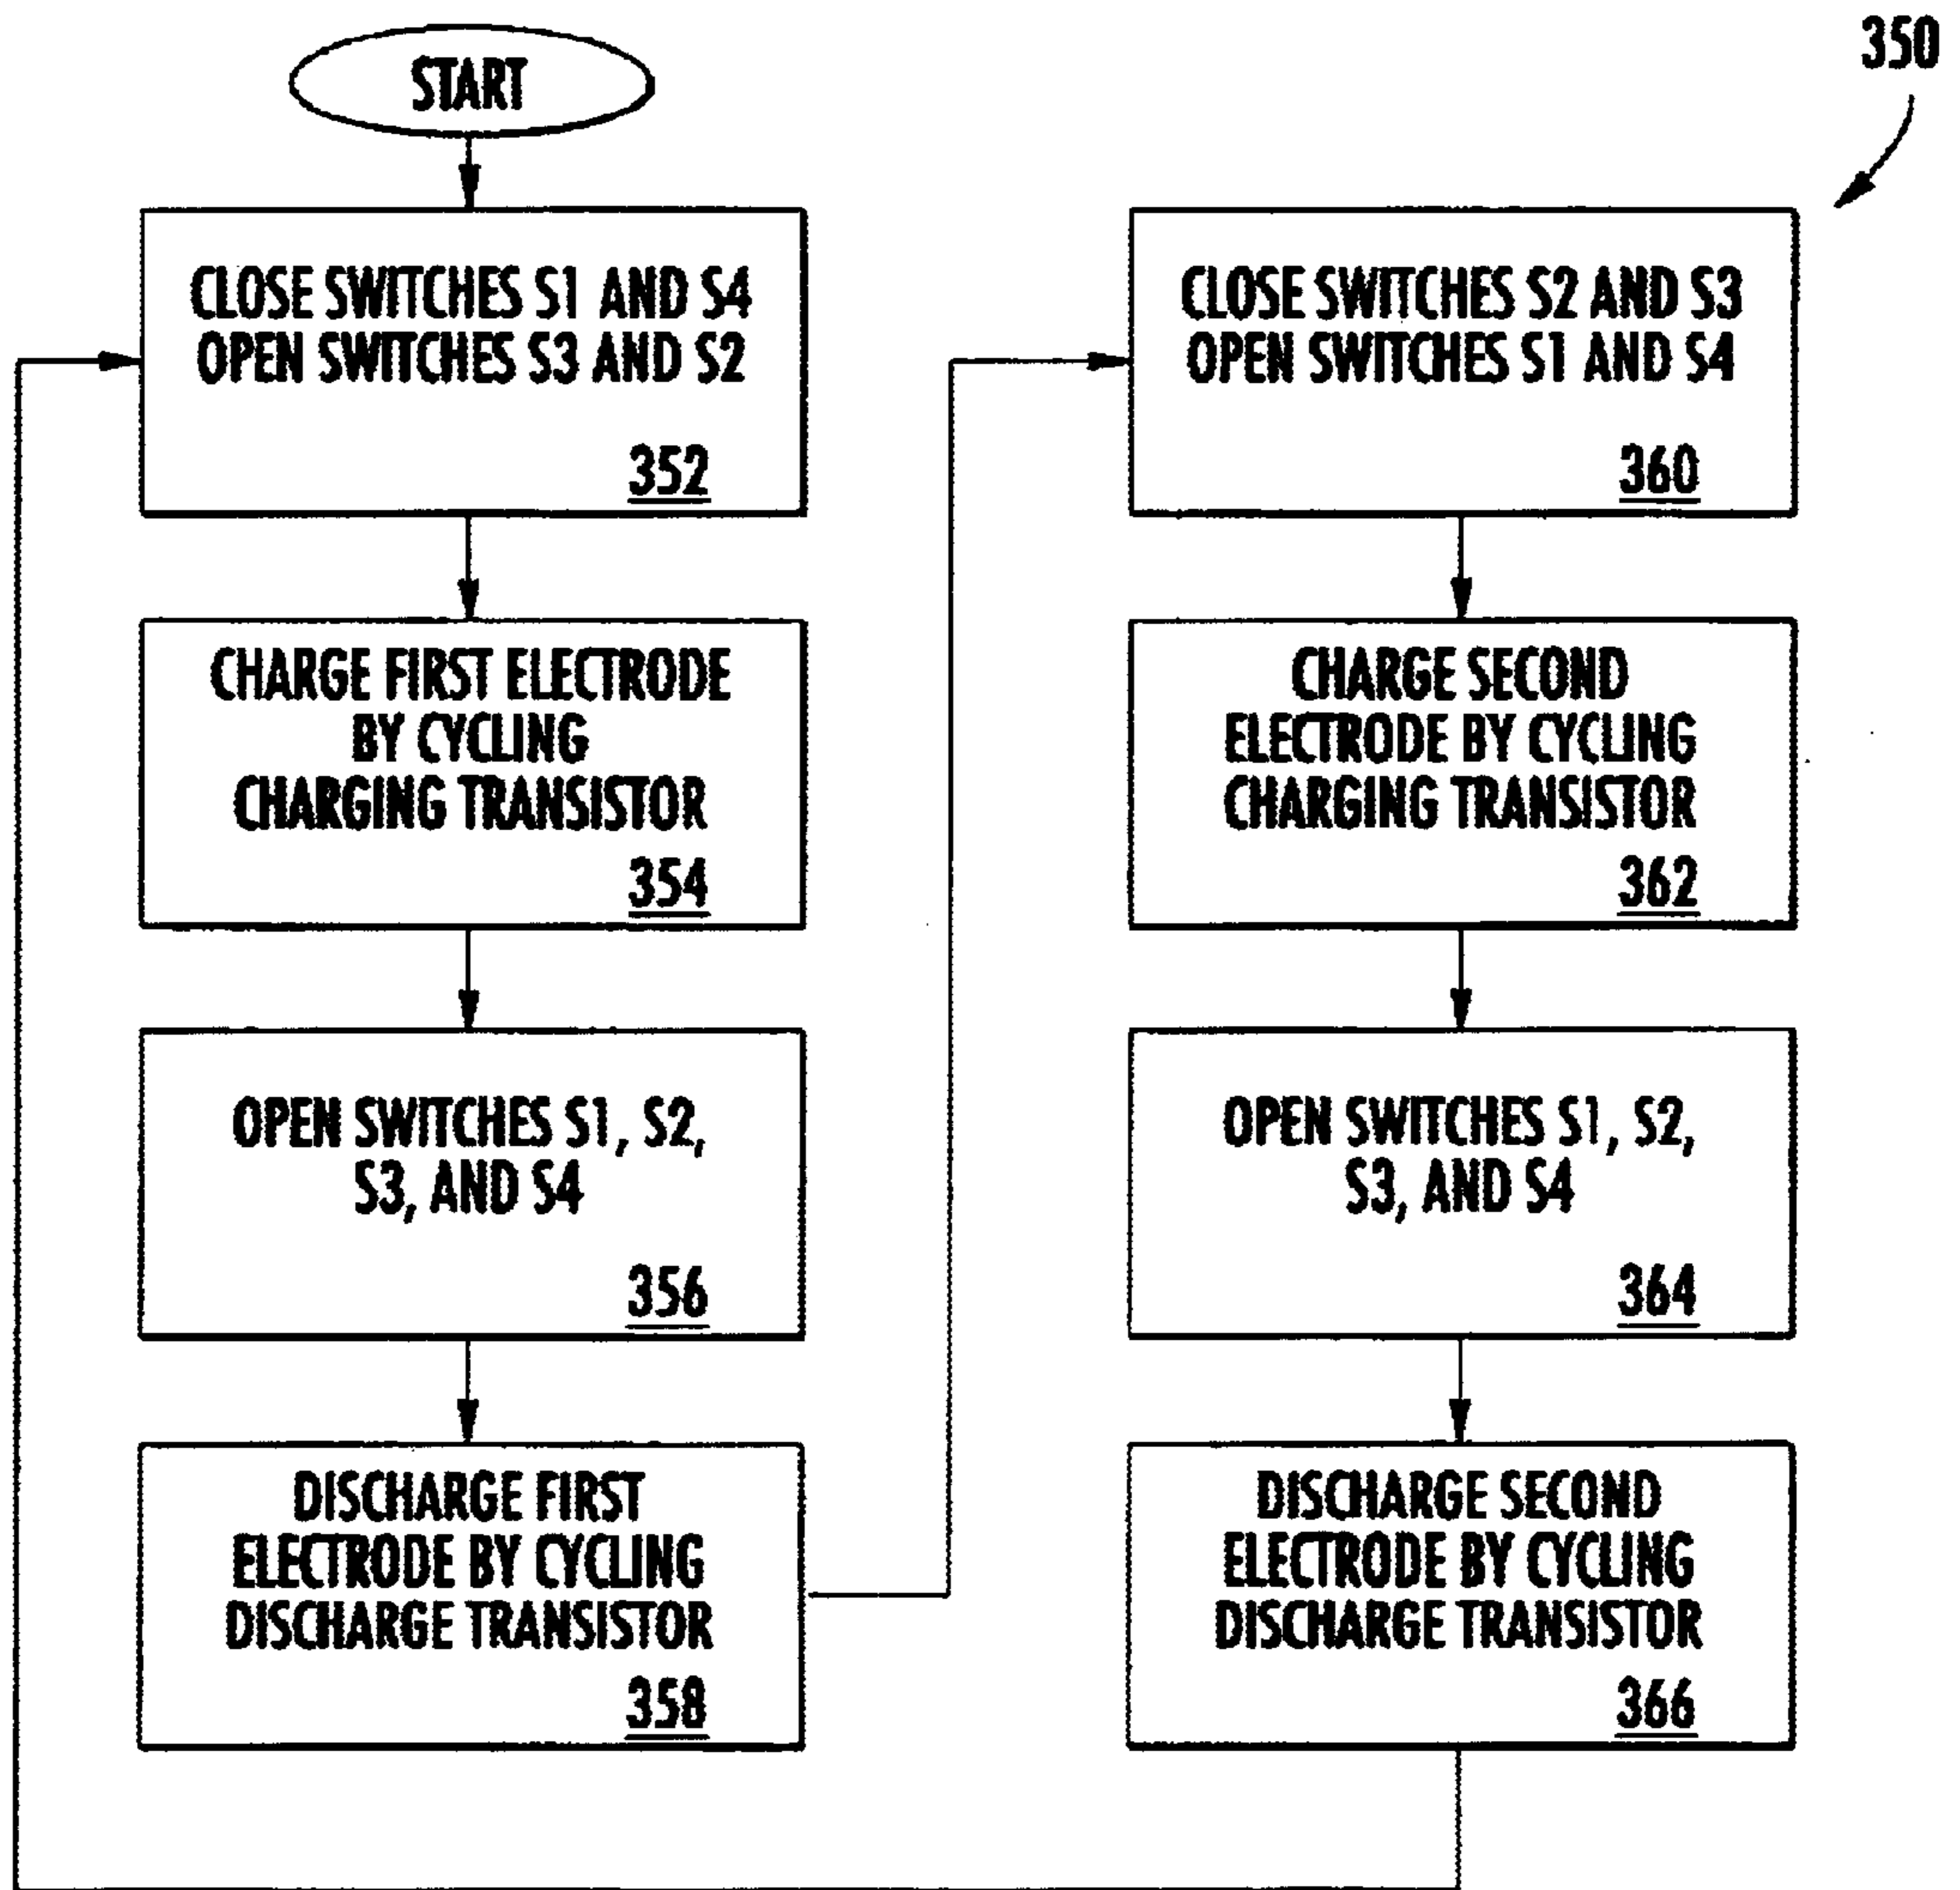 START
350
CLOSE SWITCHES S1 AND S4
OPEN SWITCHES S3 AND S2
352
CHARGE FIRST ELECTRODE
BY CYCLING
CHARGING TRANSISTOR
354
OPEN SWITCHES S1, S2,
S3, AND S4
356
DISCHARGE FIRST
ELECTRODE BY CYCLING
DISCHARGE TRANSISTOR
358
CLOSE SWITCHES S2 AND S3
OPEN SWITCHES S1 AND S4
360
CHARGE SECOND
ELECTRODE BY CYCLING
CHARGING TRANSISTOR
362
OPEN SWITCHES S1, S2,
S3, AND S4
364
DISCHARGE SECOND
ELECTRODE BY CYCLING
DISCHARGE TRANSISTOR
366